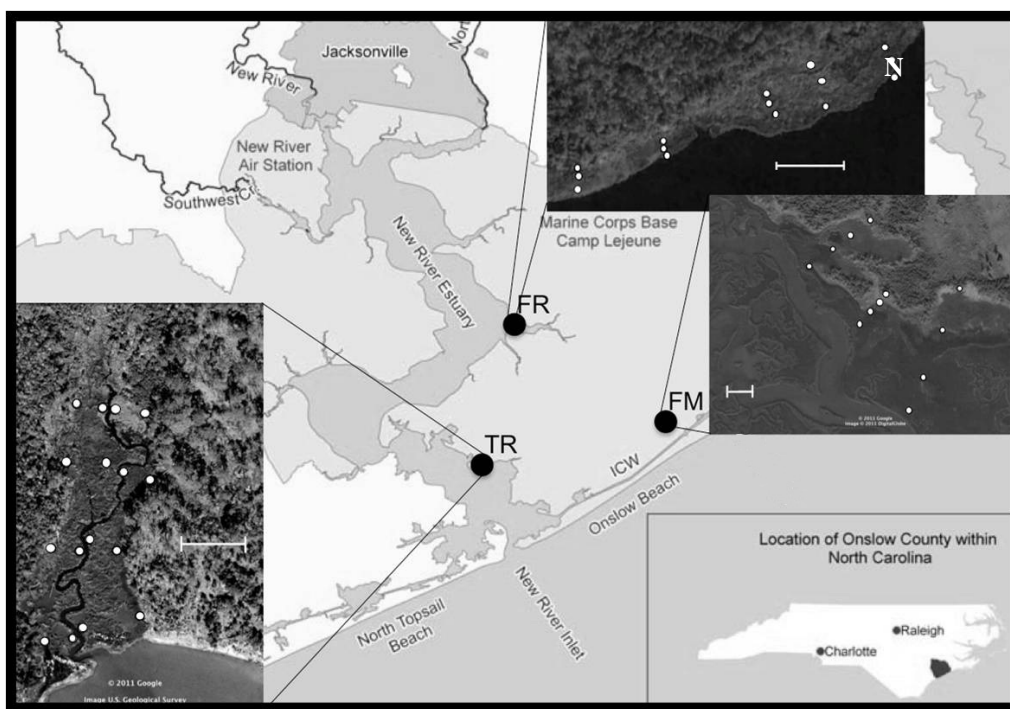 Jacksonville
New River
Nor
N
New River
Air Station
Southwest Cr
New River Estuary
Marine Corps Base
Camp Lejeune
FR
FM
© 2011 Google
Image © 2011 DigitalGlobe
TR
ICW
Onslow Beach
North Topsail
Beach
New River Inlet
Location of Onslow County within
North Carolina
Raleigh
Charlotte
© 2011 Google
Image U.S. Geological Survey